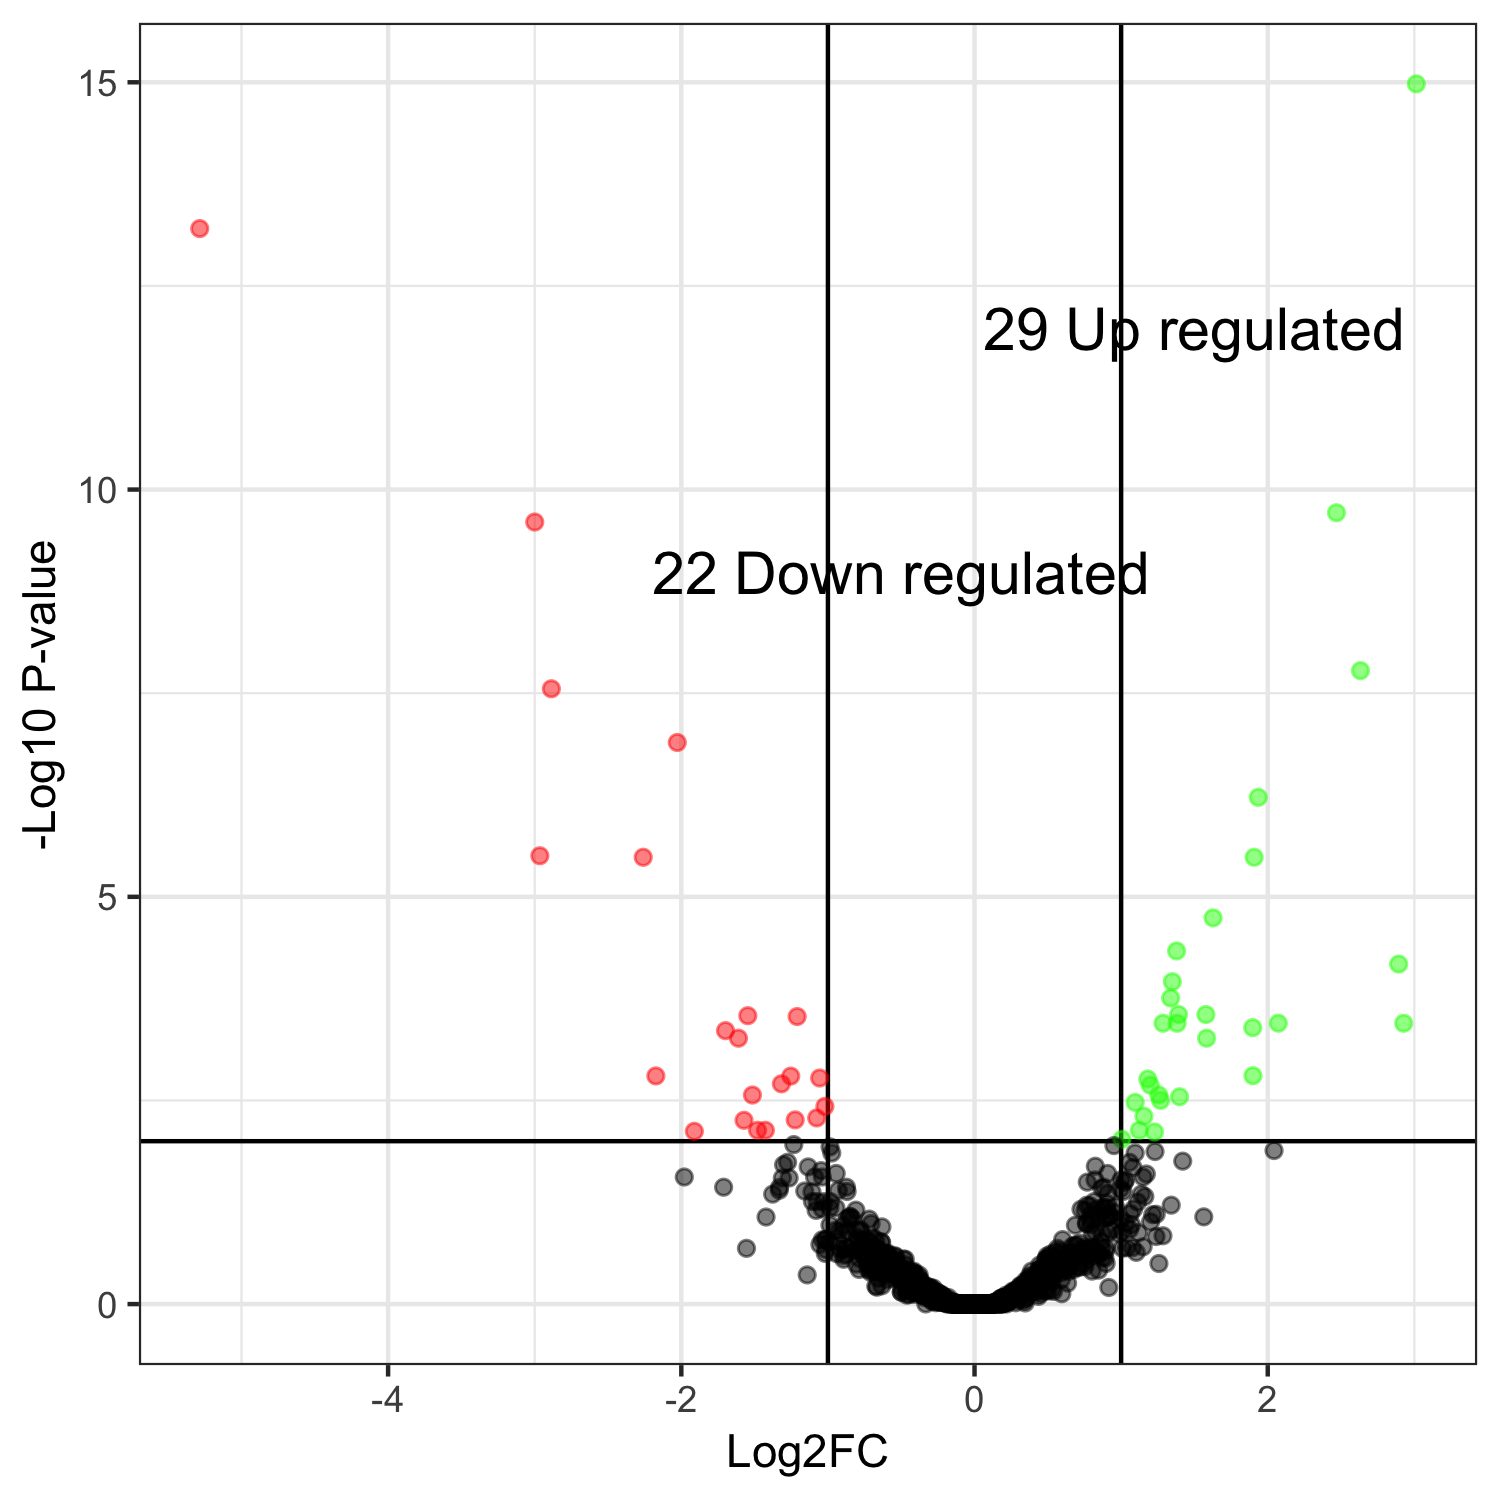 15
29 Up regulated
10
22 Down regulated
-Log10 P-value
5
0
-4 -2 0 2
Log2FC